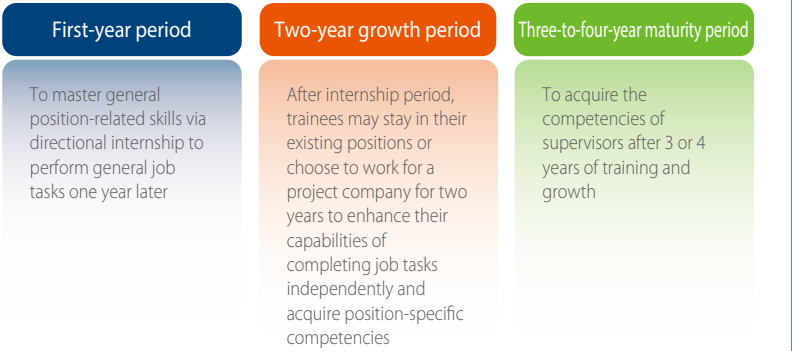 First-year period
To master general
position-related skills via
directional internship to
perform general job
tasks one year later
Two-year growth period
After internship period,
trainees may stay in their
existing positions or
choose to work for a
project company for two
years to enhance their
capabilities of
completing job tasks
independently and
acquire position-specific
competencies
Three-to-four-year maturity period
To acquire the
competencies of
supervisors after 3 or 4
years of training and
growth